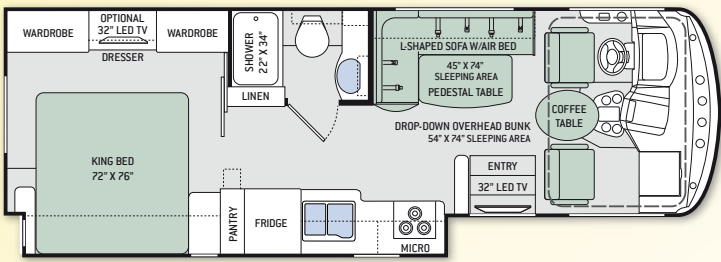 WARDROBE
OPTIONAL
32" LED TV
WARDROBE
DRESSER
SHOWER
22" X 34"
LINEN
L-SHAPED SOFA W/AIR BED
45" X 74"
SLEEPING AREA
PEDESTAL TABLE
COFFEE
TABLE
DROP-DOWN OVERHEAD BUNK
54" X 74" SLEEPING AREA
KING BED
72" X 76"
ENTRY
32" LED TV
PANTRY
FRIDGE
MICRO